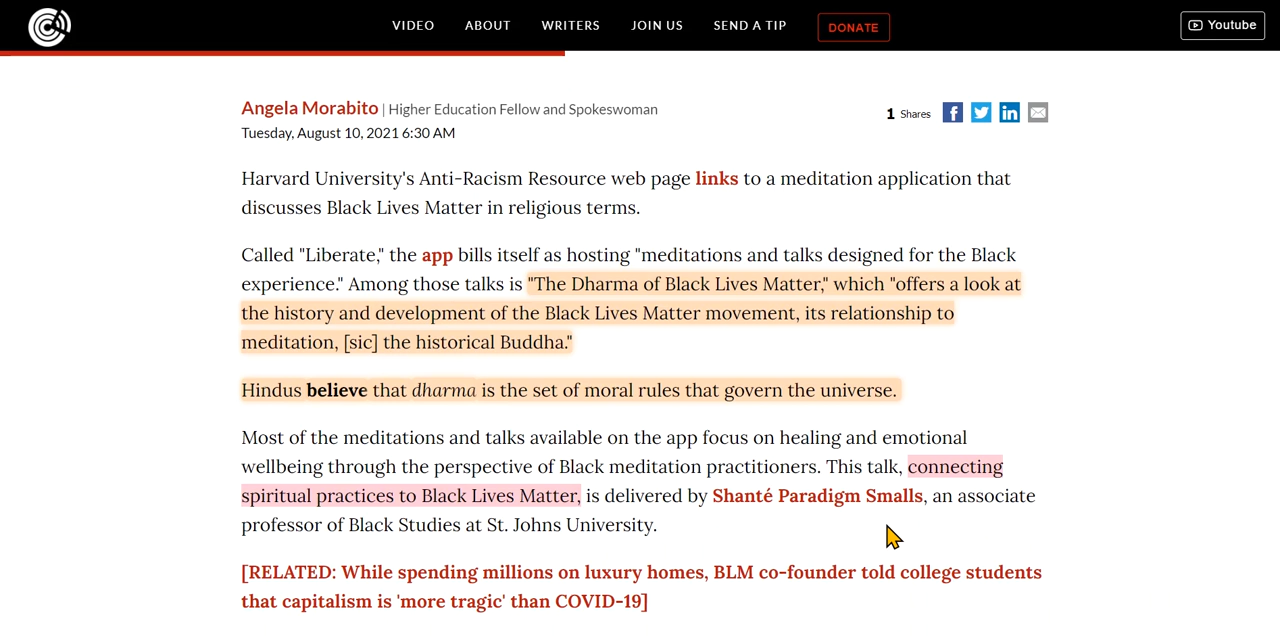 VIDEO ABOUT WRITERS JOIN US SEND A TIP DONATE Youtube
Angela Morabito | Higher Education Fellow and Spokeswoman
1 Shares
Tuesday, August 10, 2021 6:30 AM
Harvard University's Anti-Racism Resource web page links to a meditation application that
discusses Black Lives Matter in religious terms.
Called "Liberate," the app bills itself as hosting "meditations and talks designed for the Black
experience." Among those talks is "The Dharma of Black Lives Matter," which "offers a look at
the history and development of the Black Lives Matter movement, its relationship to
meditation, [sic] the historical Buddha."
Hindus believe that dharma is the set of moral rules that govern the universe.
Most of the meditations and talks available on the app focus on healing and emotional
wellbeing through the perspective of Black meditation practitioners. This talk, connecting
spiritual practices to Black Lives Matter, is delivered by Shanté Paradigm Smalls, an associate
professor of Black Studies at St. Johns University.
[RELATED: While spending millions on luxury homes, BLM co-founder told college students
that capitalism is 'more tragic' than COVID-19]